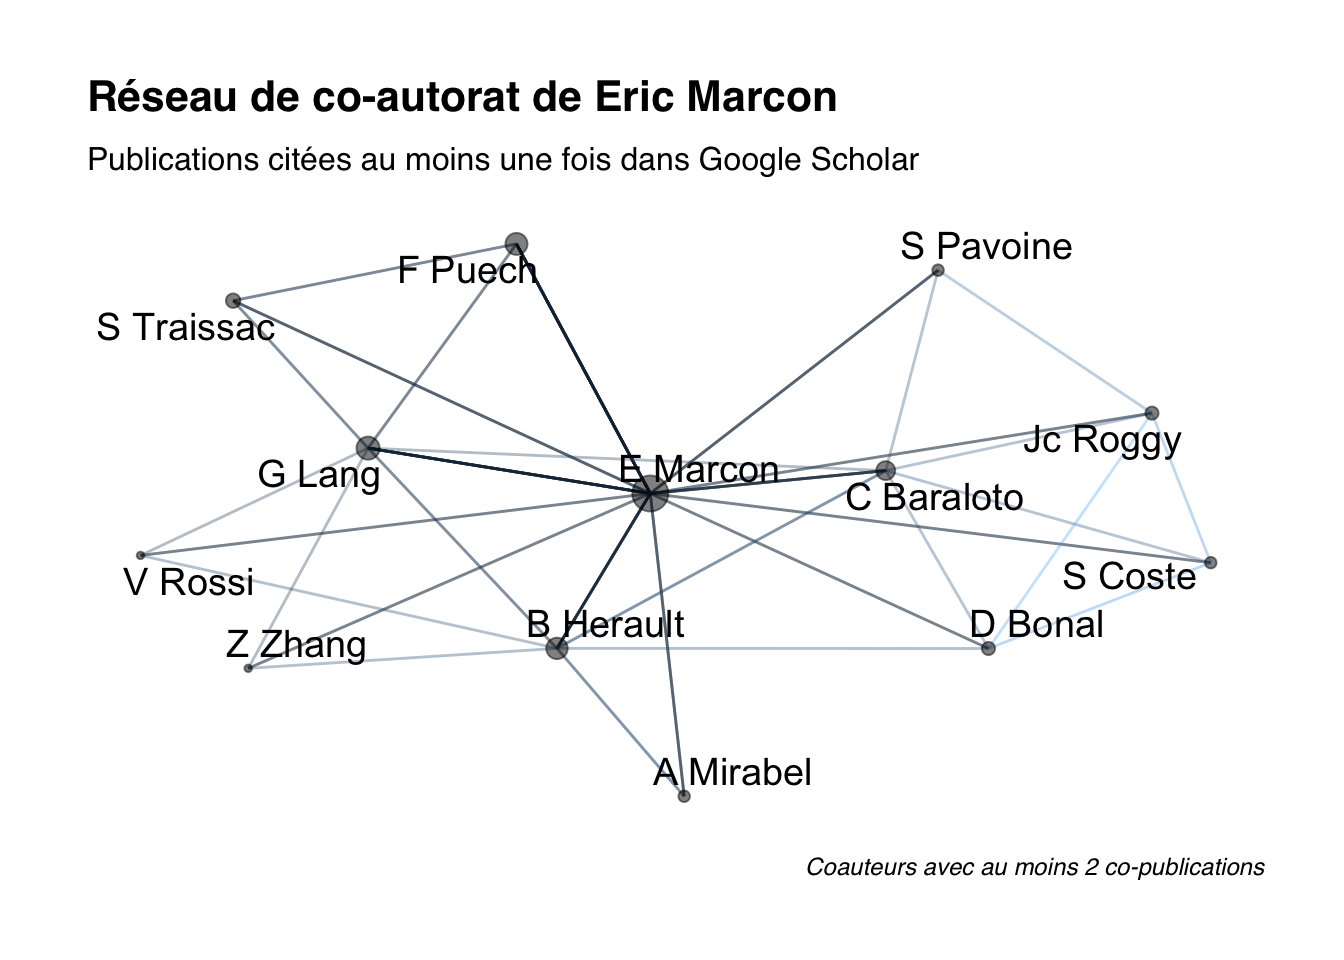 Réseau de co-autorat de Eric Marcon
Publications citées au moins une fois dans Google Scholar
S Pavoine
F Puech
S Traissac
Jc Roggy
E Marcon
G Lang
C Baraloto
S Coste
V Rossi
B Herault
D Bonal
Z Zhang
A Mirabel
Coauteurs avec au moins 2 co-publications